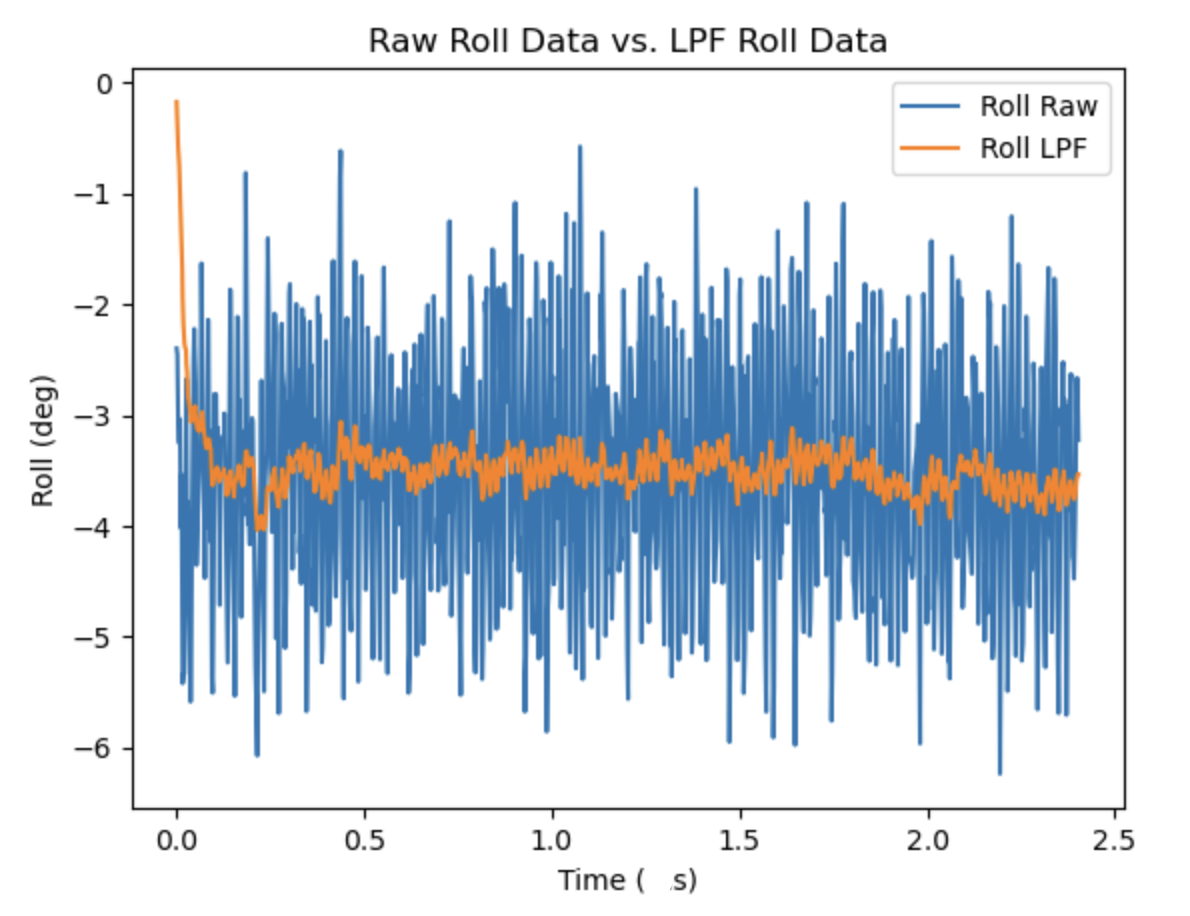 Raw Roll Data vs. LPF Roll Data
Roll Raw
Roll LPF
0
−1
−2
−3
−4
−5
−6
Roll (deg)
0.0 0.5 1.0 1.5 2.0 2.5
Time ( s)